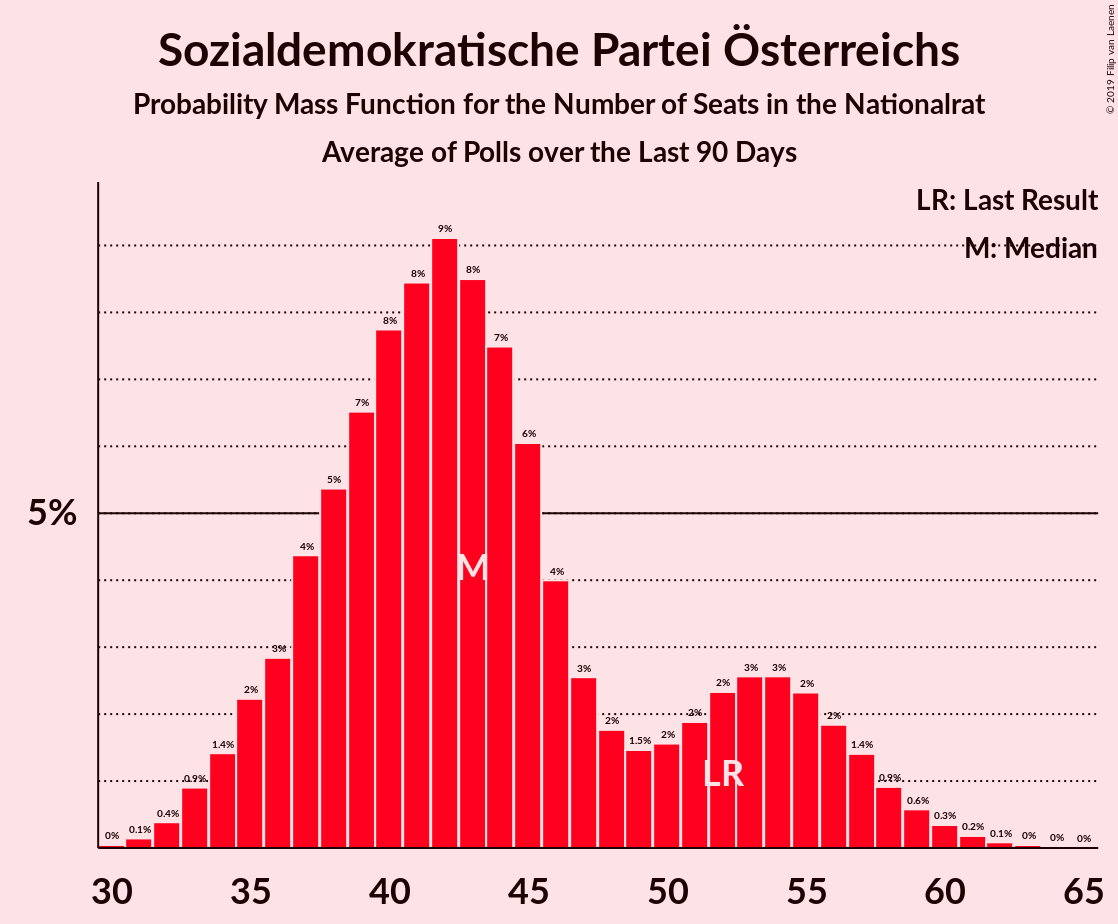 Sozialdemokratische Partei Österreichs
Probability Mass Function for the Number of Seats in the Nationalrat
Average of Polls over the Last 90 Days
© 2019 Filip van Laenen
LR: Last Result
M: Median
5%
0% 0.1% 0.4% 0.9% 1.4% 2% 3% 4% 5% 7% 8% 8% 9% 8% 7% 6% 4% 3% 2% 1.5% 2% 2% 2% 3% 3% 2% 2% 1.4% 0.9% 0.6% 0.3% 0.2% 0.1% 0% 0% 0%
M
LR
30 35 40 45 50 55 60 65